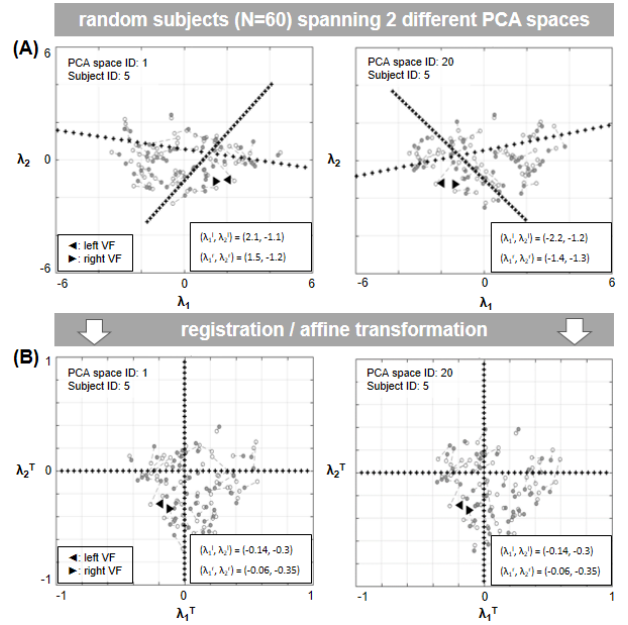 random subjects (N=60) spanning 2 different PCA spaces
(A)
6
PCA space ID: 1
Subject ID: 5
λ₂
0
◄: left VF
►: right VF
(λ₁ˡ, λ₂ˡ) = (2.1, -1.1)
(λ₁ʳ, λ₂ʳ) = (1.5, -1.2)
-6
-6
0
6
λ₁
6
PCA space ID: 20
Subject ID: 5
λ₂
0
(λ₁ˡ, λ₂ˡ) = (-2.2, -1.2)
(λ₁ʳ, λ₂ʳ) = (-1.4, -1.3)
-6
-6
0
6
λ₁
registration / affine transformation
(B)
1
PCA space ID: 1
Subject ID: 5
λ₂ᵀ
0
◄: left VF
►: right VF
(λ₁ˡ, λ₂ˡ) = (-0.14, -0.3)
(λ₁ʳ, λ₂ʳ) = (-0.06, -0.35)
-1
-1
0
1
λ₁ᵀ
PCA space ID: 20
Subject ID: 5
λ₂ᵀ
0
(λ₁ˡ, λ₂ˡ) = (-0.14, -0.3)
(λ₁ʳ, λ₂ʳ) = (-0.06, -0.35)
-1
-1
0
1
λ₁ᵀ